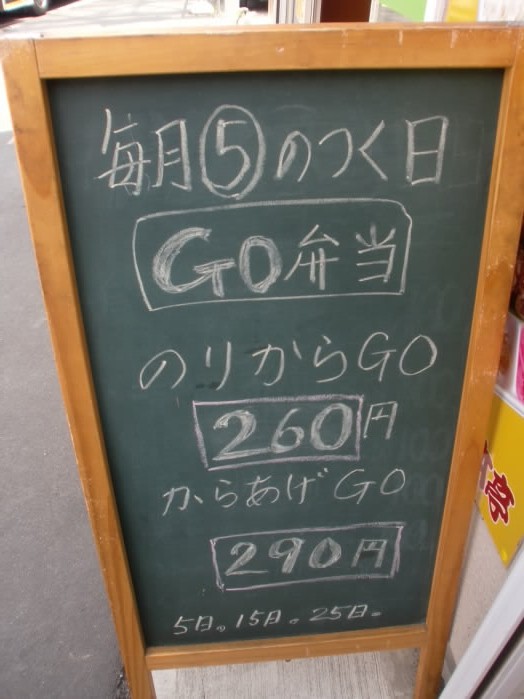 毎月⑤のつく日
GO弁当
のりからGO
260円
からあげGO
290円
5日。15日。25日。